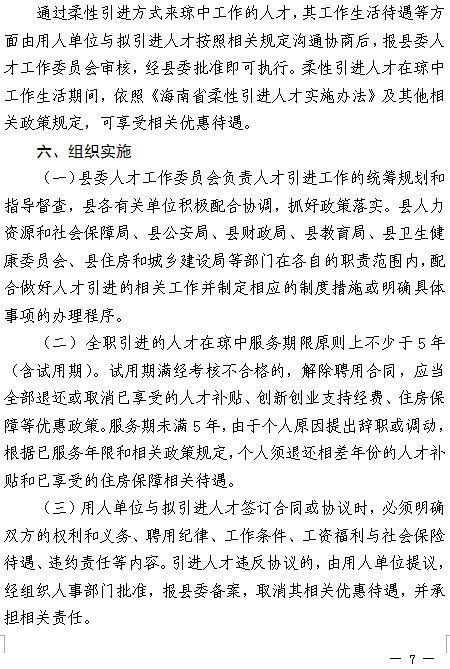 通过柔性引进方式来琼中工作的人才，其工作生活待遇等方
面由用人单位与拟引进人才按照相关规定沟通协商后，报县委人
才工作委员会审核，经县委批准即可执行。柔性引进人才在琼中
工作生活期间，依照《海南省柔性引进人才实施办法》及其他相
关政策规定，可享受相关优惠待遇。
六、组织实施
（一）县委人才工作委员会负责人才引进工作的统筹规划和
指导督查，县各有关单位积极配合协调，抓好政策落实。县人力
资源和社会保障局、县公安局、县财政局、县教育局、县卫生健
康委员会、县住房和城乡建设局等部门在各自的职责范围内，配
合做好人才引进的相关工作并制定相应的制度措施或明确具体
事项的办理程序。
（二）全职引进的人才在琼中服务期限原则上不少于 5 年
（含试用期）。试用期满经考核不合格的，解除聘用合同，应当
全部退还或取消已享受的人才补贴、创新创业支持经费、住房保
障等优惠政策。服务期未满 5 年，由于个人原因提出辞职或调动，
根据已服务年限和相关政策规定，个人须退还相差年份的人才补
贴和已享受的住房保障相关待遇。
（三）用人单位与拟引进人才签订合同或协议时，必须明确
双方的权利和义务、聘用纪律、工作条件、工资福利与社会保险
待遇、违约责任等内容。引进人才违反协议的，由用人单位提议，
经组织人事部门批准，报县委备案，取消其相关优惠待遇，并承
担相关责任。
— 7 —